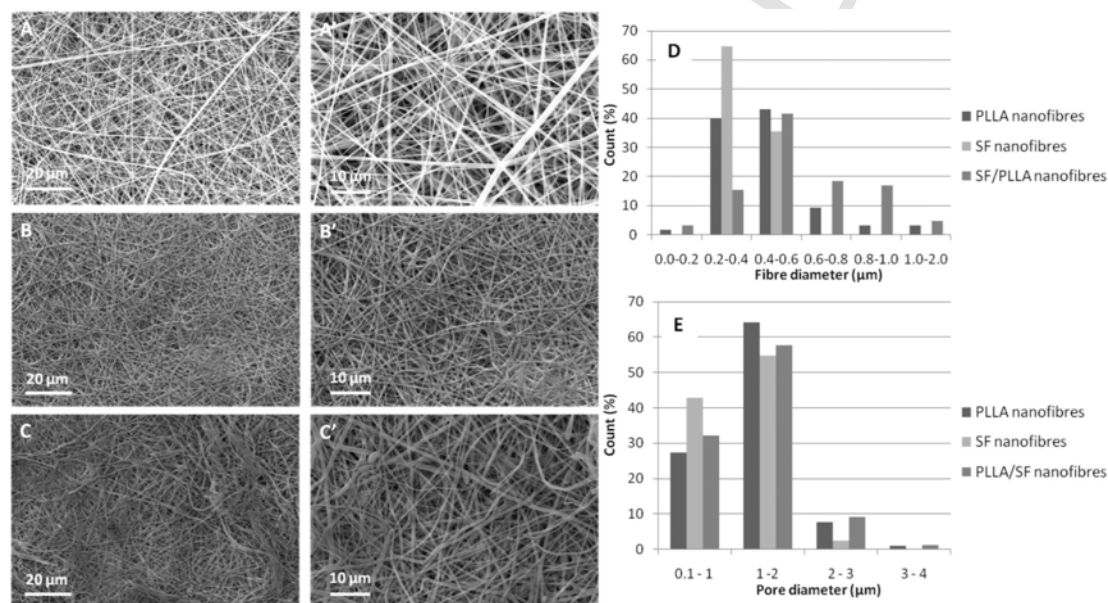 A
20 µm
A'
10 µm
B
20 µm
B'
10 µm
C
20 µm
C'
10 µm
D
Count (%)
70
60
50
40
30
20
10
0
0.0-0.2 0.2-0.4 0.4-0.6 0.6-0.8 0.8-1.0 1.0-2.0
Fibre diameter (µm)
PLLA nanofibres
SF nanofibres
SF/PLLA nanofibres
E
Count (%)
70
60
50
40
30
20
10
0
0.1 - 1 1 -2 2 - 3 3 - 4
Pore diameter (µm)
PLLA nanofibres
SF nanofibres
PLLA/SF nanofibres